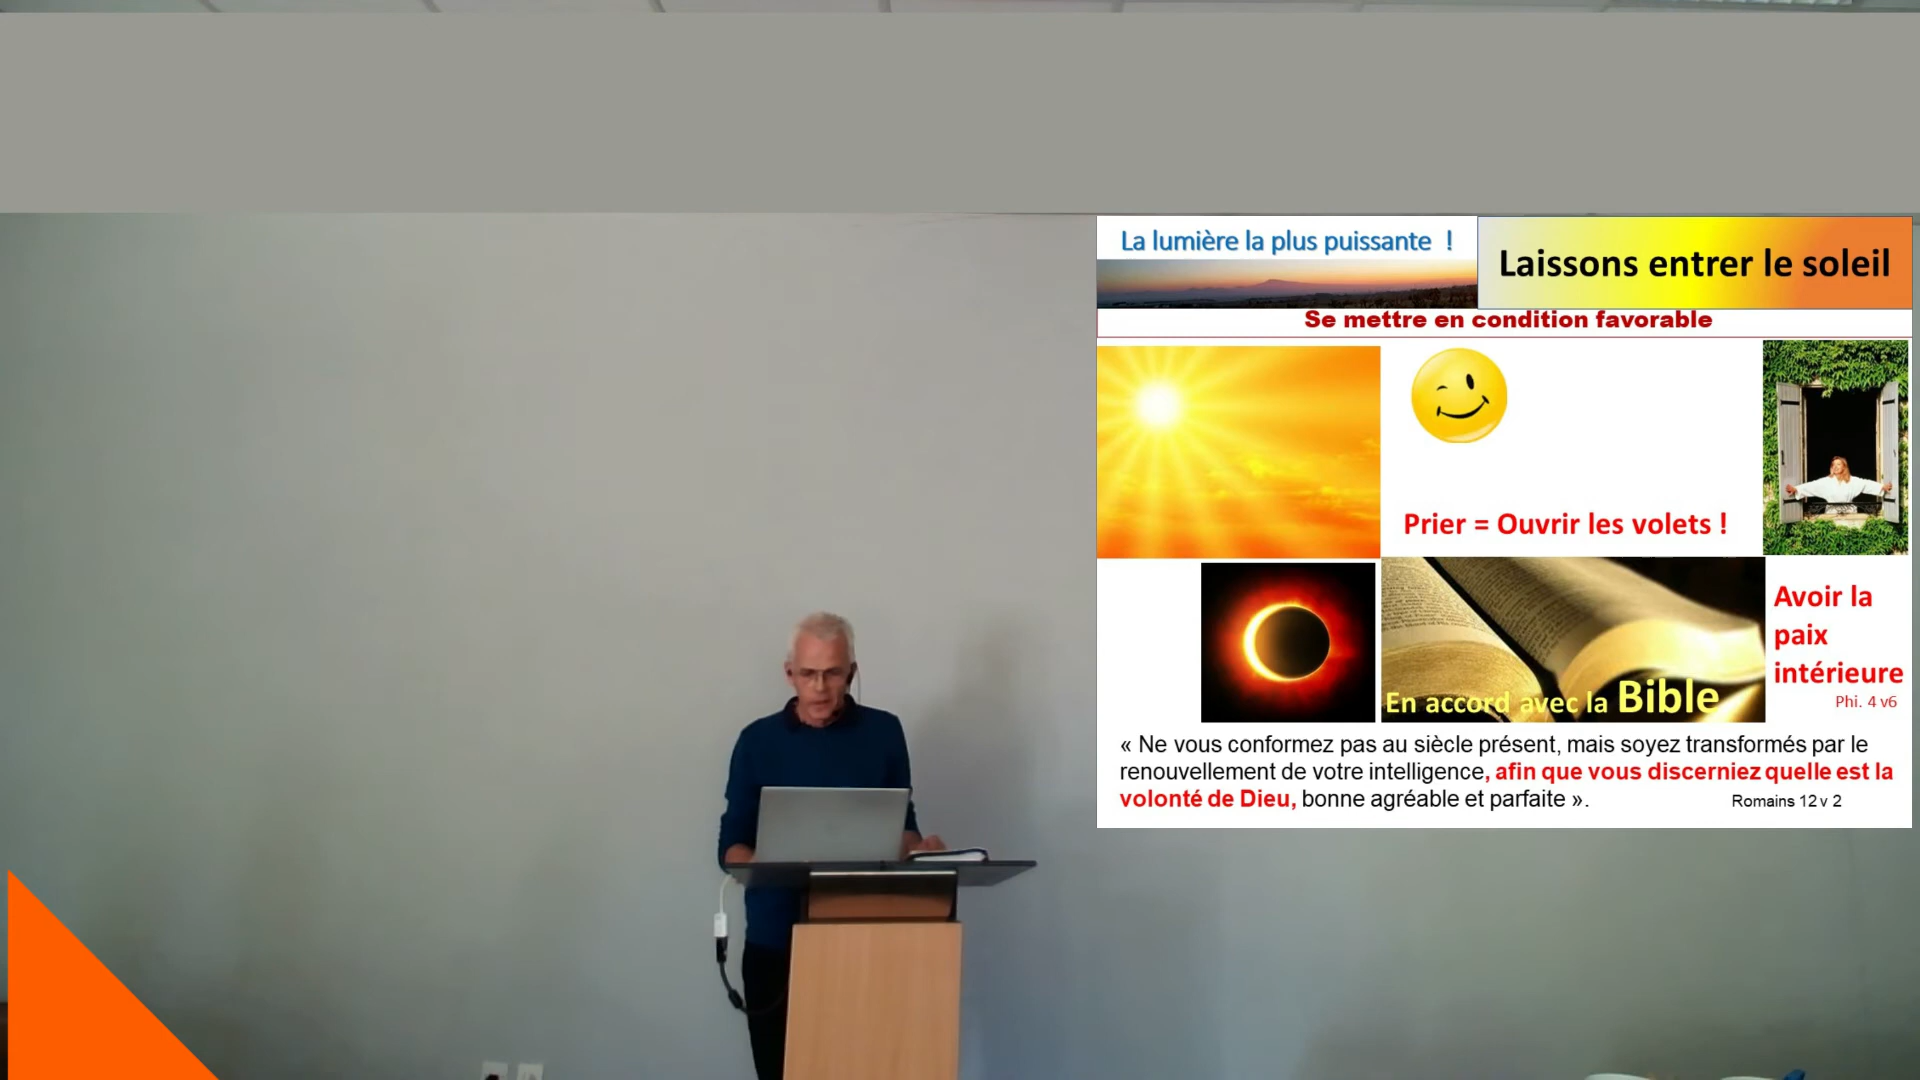 La lumière la plus puissante !
Laissons entrer le soleil
Se mettre en condition favorable
Prier = Ouvrir les volets !
En accord avec la Bible
Avoir la
paix
intérieure
Phi. 4 v6
« Ne vous conformez pas au siècle présent, mais soyez transformés par le
renouvellement de votre intelligence, afin que vous discerniez quelle est la
volonté de Dieu, bonne agréable et parfaite ».
Romains 12 v 2